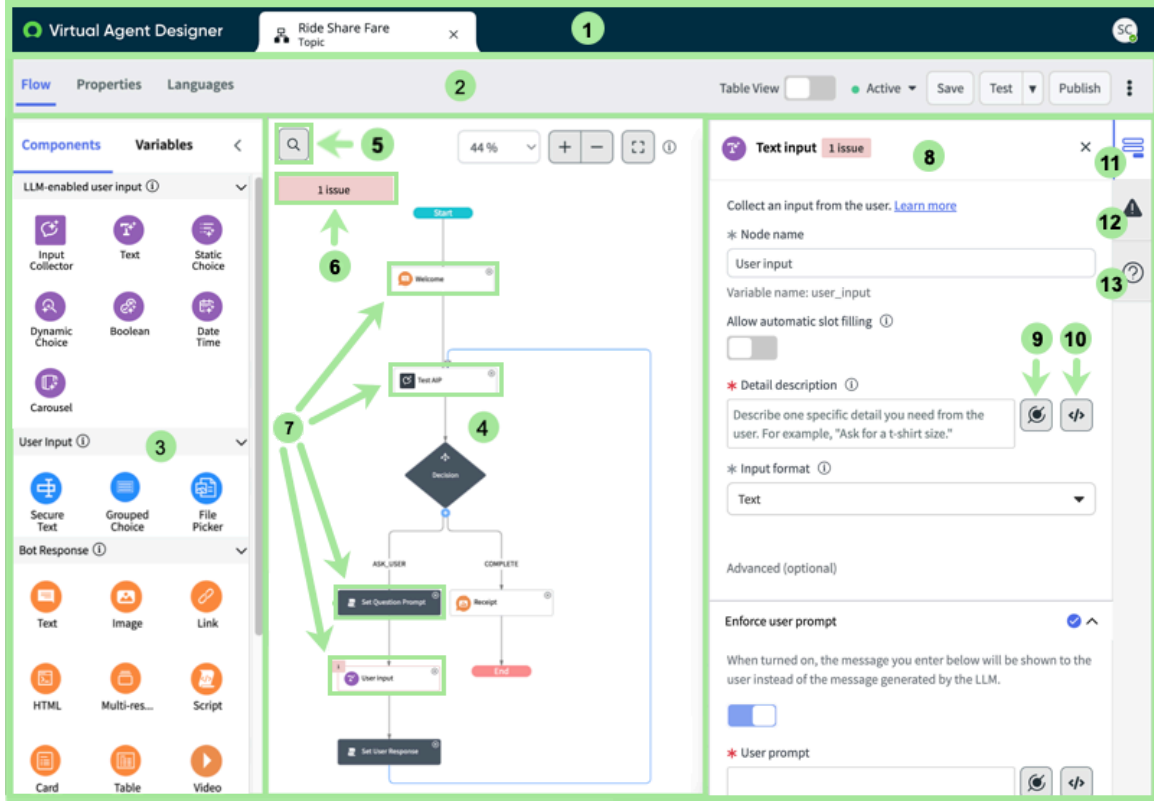 Virtual Agent Designer
Ride Share Fare
Topic
1
SC
Flow
Properties
Languages
2
Table View
Active
Save
Test
Publish
Components
Variables
LLM-enabled user input
Input
Collector
Text
Static
Choice
Dynamic
Choice
Boolean
Date
Time
Carousel
User Input
3
Secure
Text
Grouped
Choice
File
Picker
Bot Response
Text
Image
Link
HTML
Multi-res...
Script
Card
Table
Video
5
44 %
1 issue
6
Start
Welcome
Test AIP
7
4
Decision
ASK_USER
COMPLETE
Set Question Prompt
Receipt
1
User input
End
Set User Response
Text input
1 issue
8
11
Collect an input from the user. Learn more
12
* Node name
User input
13
Variable name: user_input
Allow automatic slot filling
9
10
* Detail description
Describe one specific detail you need from the
user. For example, "Ask for a t-shirt size."
</>
* Input format
Text
Advanced (optional)
Enforce user prompt
When turned on, the message you enter below will be shown to the
user instead of the message generated by the LLM.
* User prompt
</>